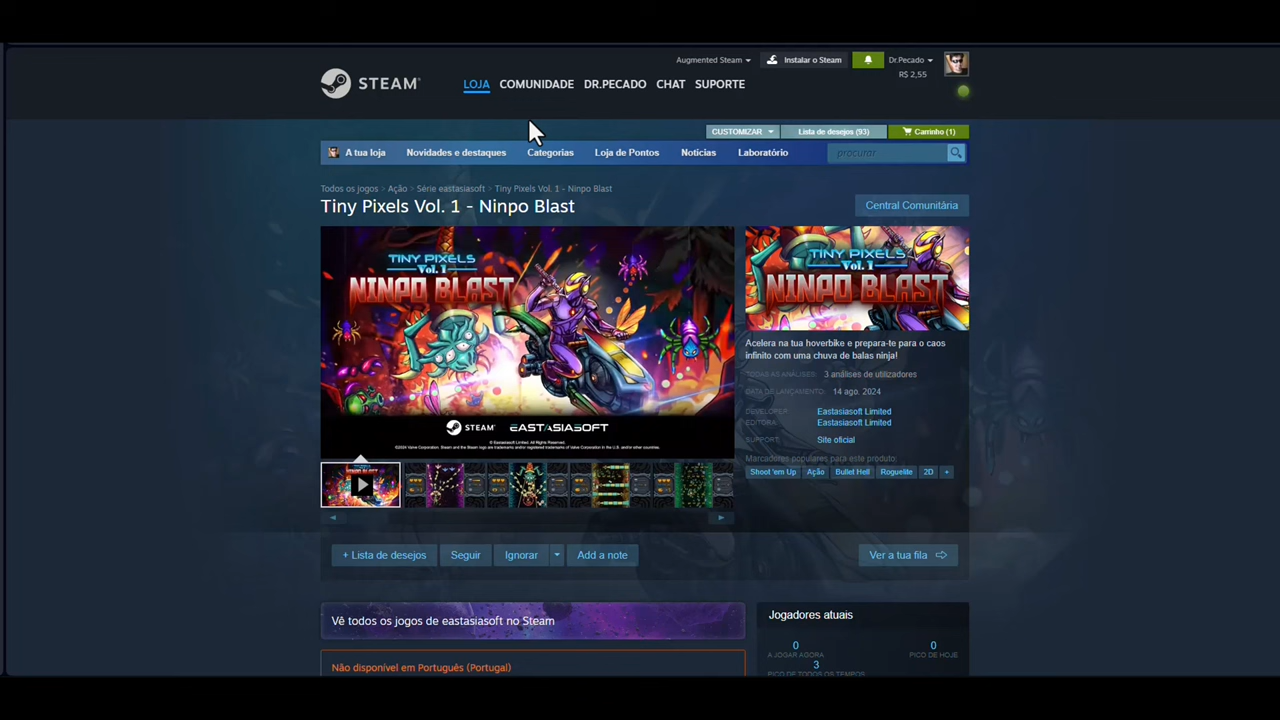 Augmented Steam
Instalar o Steam
Dr.Pecado
R$ 2,55
STEAM®
LOJA COMUNIDADE DR.PECADO CHAT SUPORTE
CUSTOMIZAR
Lista de desejos (93)
Carrinho (1)
A tua loja Novidades e destaques Categorias Loja de Pontos Notícias Laboratório procurar
Todos os jogos > Ação > Série eastasiasoft > Tiny Pixels Vol. 1 - Ninpo Blast
Tiny Pixels Vol. 1 - Ninpo Blast
Central Comunitária
TINY PIXELS
Vol. 1
NINPO BLAST
STEAM® EASTASIASOFT
TINY PIXELS
Vol. 1
NINPO BLAST
Acelera na tua hoverbike e prepara-te para o caos
infinito com uma chuva de balas ninja!
TODAS AS ANÁLISES: 3 análises de utilizadores
DATA DE LANÇAMENTO: 14 ago. 2024
DEVELOPER: Eastasiasoft Limited
EDITORA: Eastasiasoft Limited
SUPPORT: Site oficial
Marcadores populares para este produto:
Shoot 'em Up Ação Bullet Hell Roguelite 2D +
+ Lista de desejos Seguir Ignorar Add a note Ver a tua fila
Vê todos os jogos de eastasiasoft no Steam
Não disponível em Português (Portugal)
Jogadores atuais
0
A JOGAR AGORA
0
PICO DE HOJE
3
PICO DE TODOS OS TEMPOS